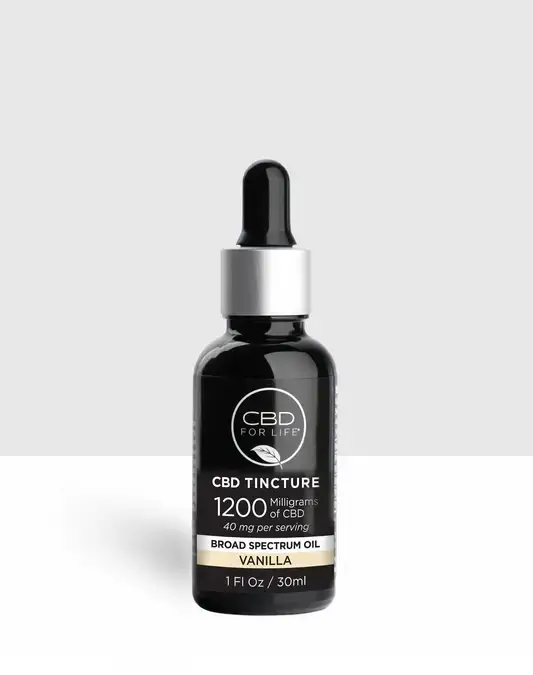 CBD
FOR LIFE®
CBD TINCTURE
1200 Milligrams
of CBD
40 mg per serving
BROAD SPECTRUM OIL
VANILLA
1 Fl Oz / 30ml